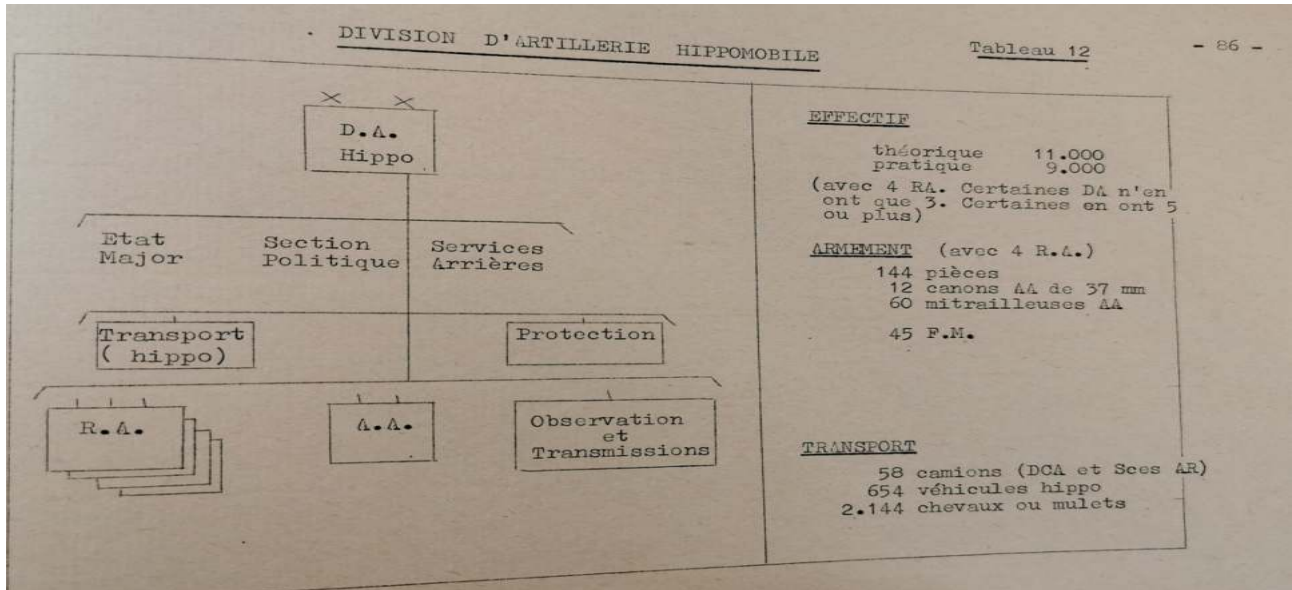 DIVISION D'ARTILLERIE HIPPOMOBILE
Tableau 12
- 86 -
D.A.
Hippo
Etat
Major
Section
Politique
Services
Arrières
Transport
( hippo)
Protection
R.A.
A.A.
Observation
et
Transmissions
EFFECTIF
théorique 11.000
pratique 9.000
(avec 4 RA. Certaines DA n'en
ont que 3. Certaines en ont 5
ou plus)
ARMEMENT (avec 4 R.A.)
144 pièces
12 canons AA de 37 mm
60 mitrailleuses AA
45 F.M.
TRANSPORT
58 camions (DCA et Sces AR)
654 véhicules hippo
2.144 chevaux ou mulets